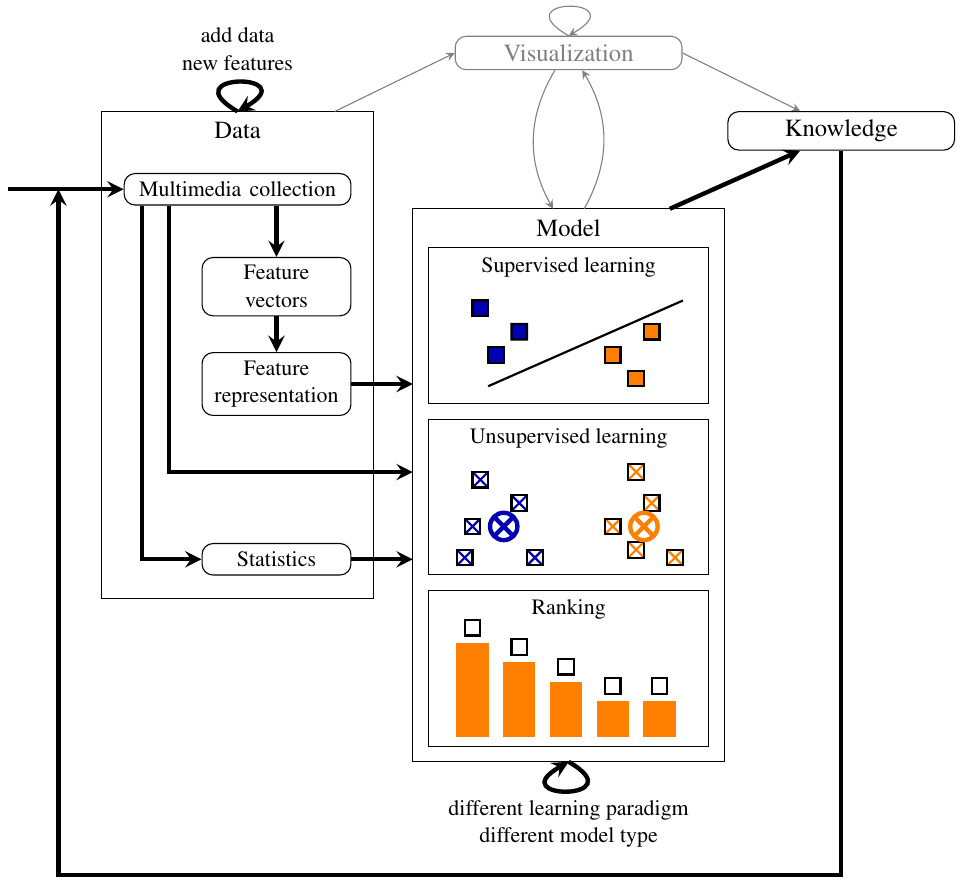 add data
new features
Visualization
Data
Knowledge
Multimedia collection
Model
Feature
vectors
Supervised learning
Feature
representation
Unsupervised learning
Statistics
Ranking
different learning paradigm
different model type